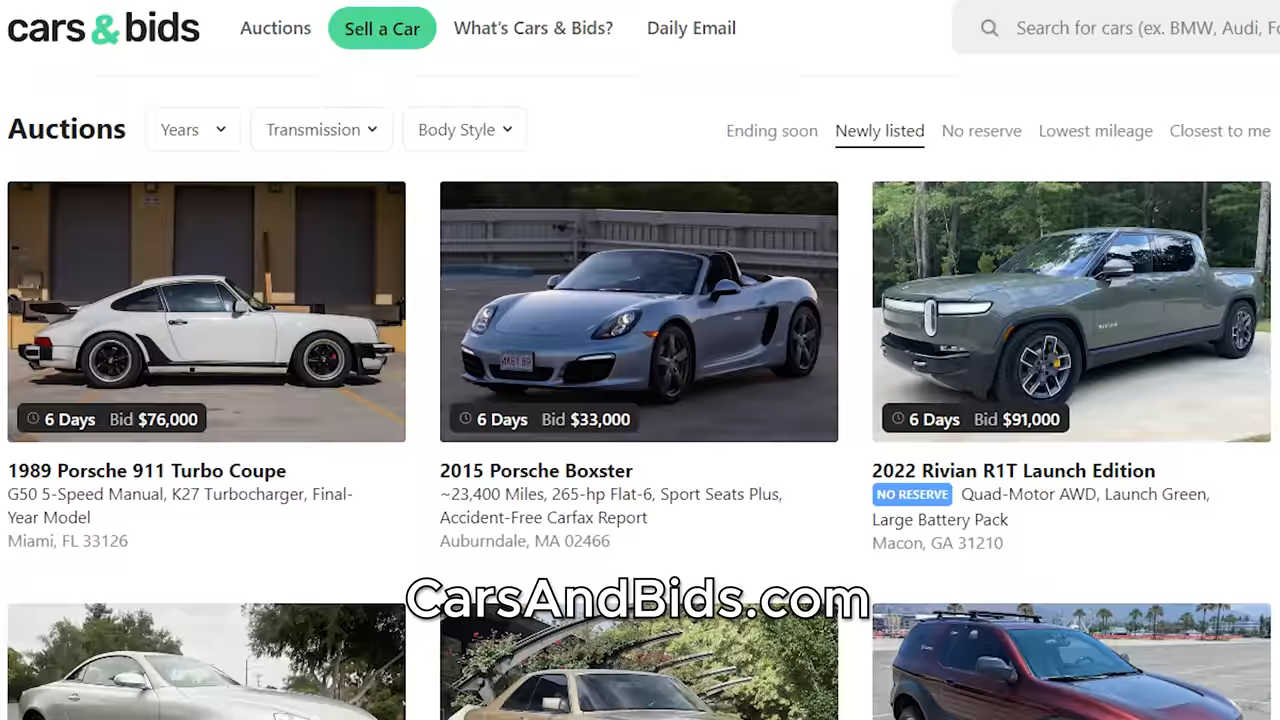 cars & bids
Auctions
Sell a Car
What's Cars & Bids?
Daily Email
Search for cars (ex. BMW, Audi, Fo
Auctions
Years
Transmission
Body Style
Ending soon
Newly listed
No reserve
Lowest mileage
Closest to me
6 Days Bid $76,000
6 Days Bid $33,000
6 Days Bid $91,000
1989 Porsche 911 Turbo Coupe
G50 5-Speed Manual, K27 Turbocharger, Final-
Year Model
Miami, FL 33126
2015 Porsche Boxster
~23,400 Miles, 265-hp Flat-6, Sport Seats Plus,
Accident-Free Carfax Report
Auburndale, MA 02466
2022 Rivian R1T Launch Edition
NO RESERVE Quad-Motor AWD, Launch Green,
Large Battery Pack
Macon, GA 31210
CarsAndBids.com